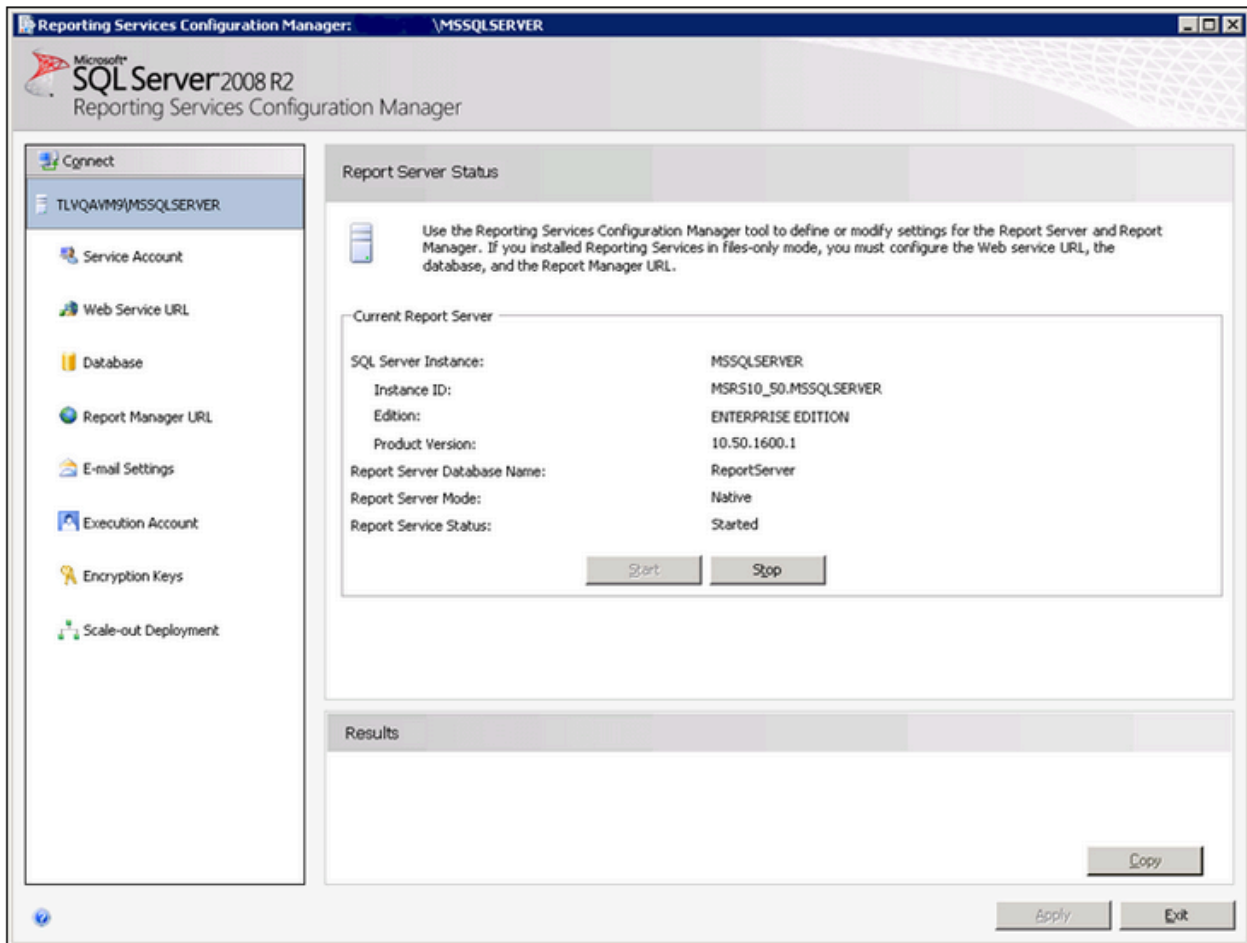 Reporting Services Configuration Manager: \MSSQLSERVER
Microsoft®
SQL Server 2008 R2
Reporting Services Configuration Manager
Connect
TLVQAVM9\MSSQLSERVER
Service Account
Web Service URL
Database
Report Manager URL
E-mail Settings
Execution Account
Encryption Keys
Scale-out Deployment
Report Server Status
Use the Reporting Services Configuration Manager tool to define or modify settings for the Report Server and Report
Manager. If you installed Reporting Services in files-only mode, you must configure the Web service URL, the
database, and the Report Manager URL.
Current Report Server
SQL Server Instance: MSSQLSERVER
Instance ID: MSRS10_50.MSSQLSERVER
Edition: ENTERPRISE EDITION
Product Version: 10.50.1600.1
Report Server Database Name: ReportServer
Report Server Mode: Native
Report Service Status: Started
Start Stop
Results
Copy
Apply Exit